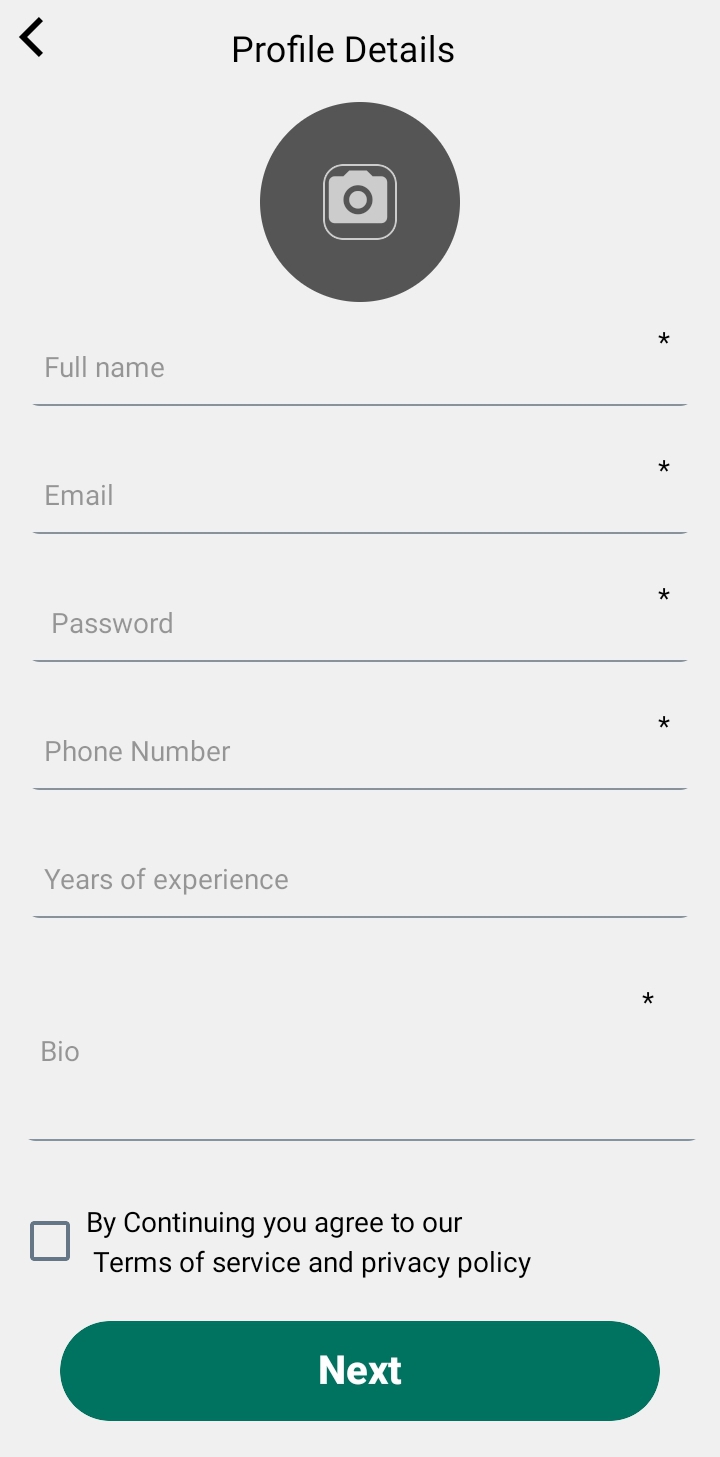 Profile Details
*
Full name
*
Email
*
Password
*
Phone Number
Years of experience
*
Bio
By Continuing you agree to our
Terms of service and privacy policy
Next